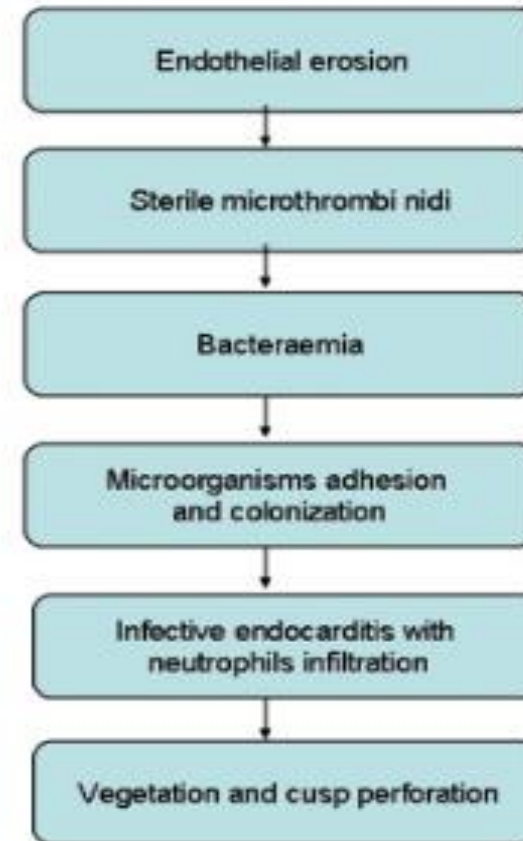 Endothelial erosion
Sterile microthrombi nidi
Bacteraemia
Microorganisms adhesion
and colonization
Infective endocarditis with
neutrophils infiltration
Vegetation and cusp perforation